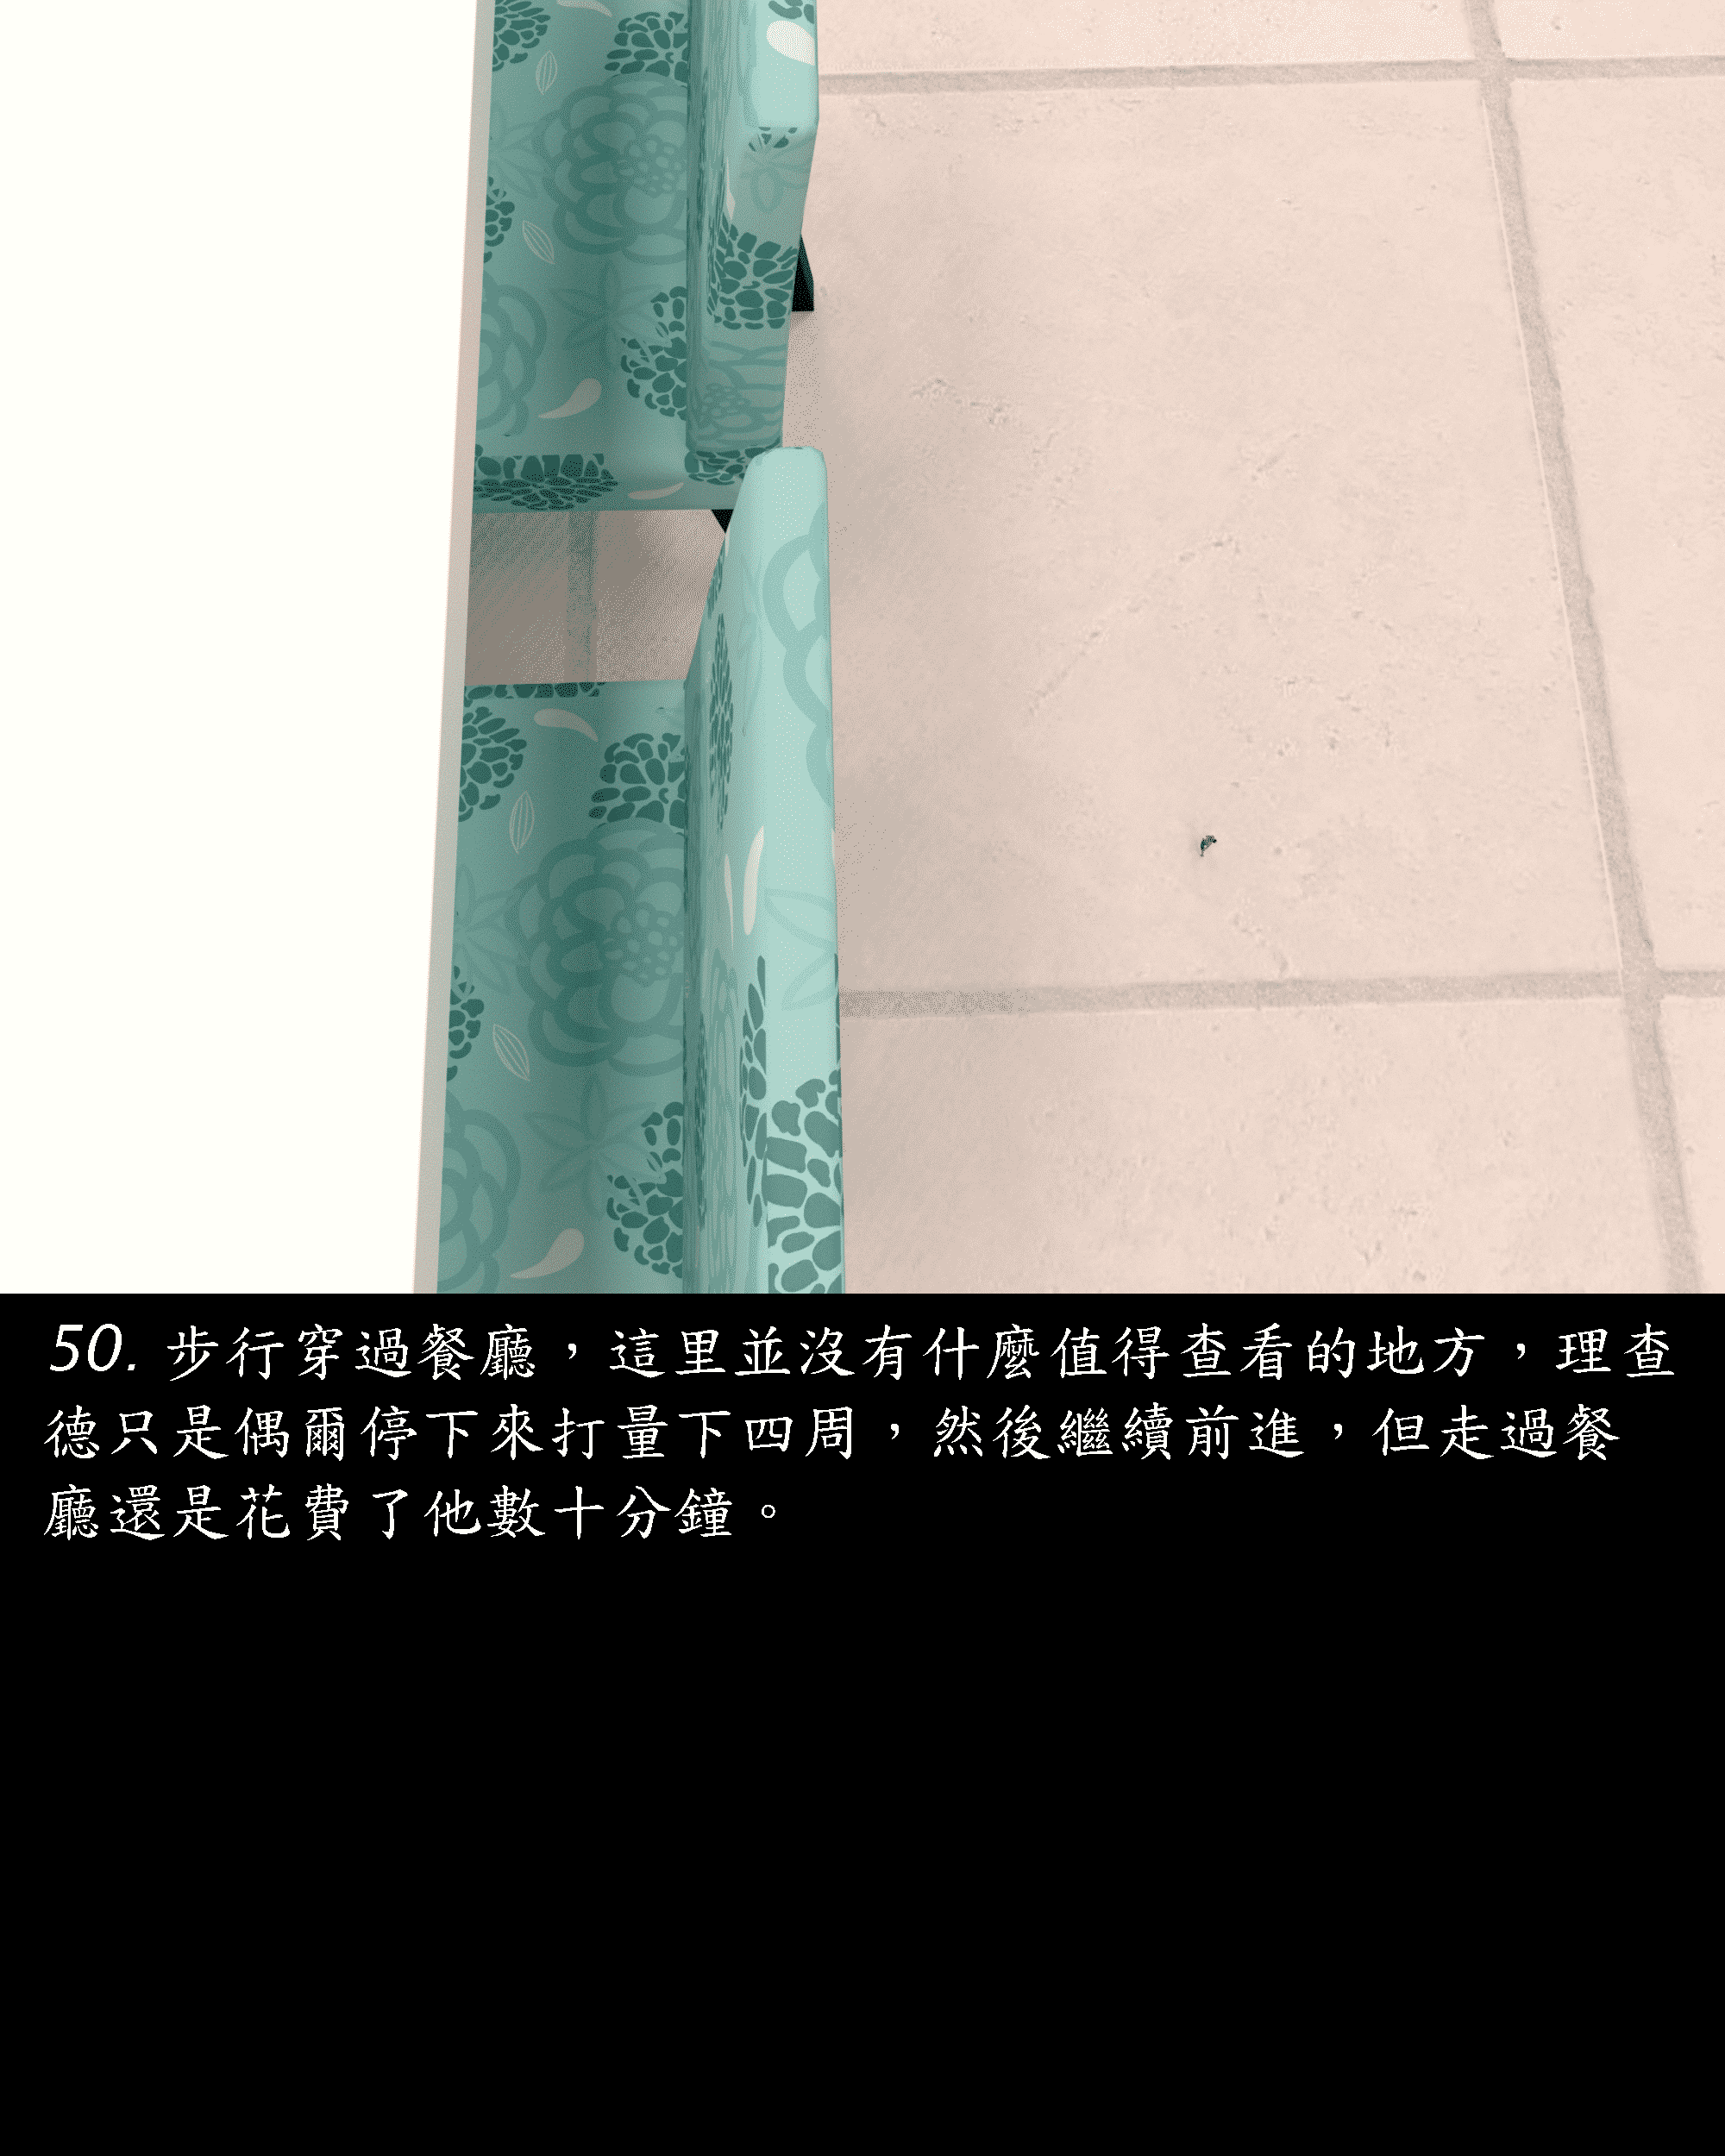 50. 步行穿過餐廳，這里並沒有什麼值得查看的地方，理查
德只是偶爾停下來打量下四周，然後繼續前進，但走過餐
廳還是花費了他數十分鐘。